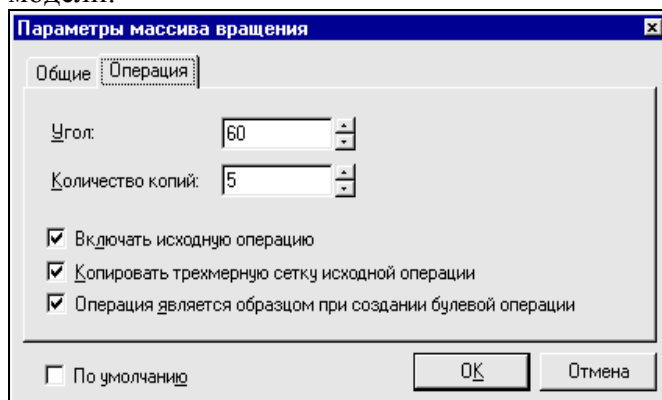 модели.
Параметры массива вращения
Общие Операция
Угол: 60
Количество копий: 5
Включать исходную операцию
Копировать трехмерную сетку исходной операции
Операция является образцом при создании булевой операции
По умолчанию OK Отмена